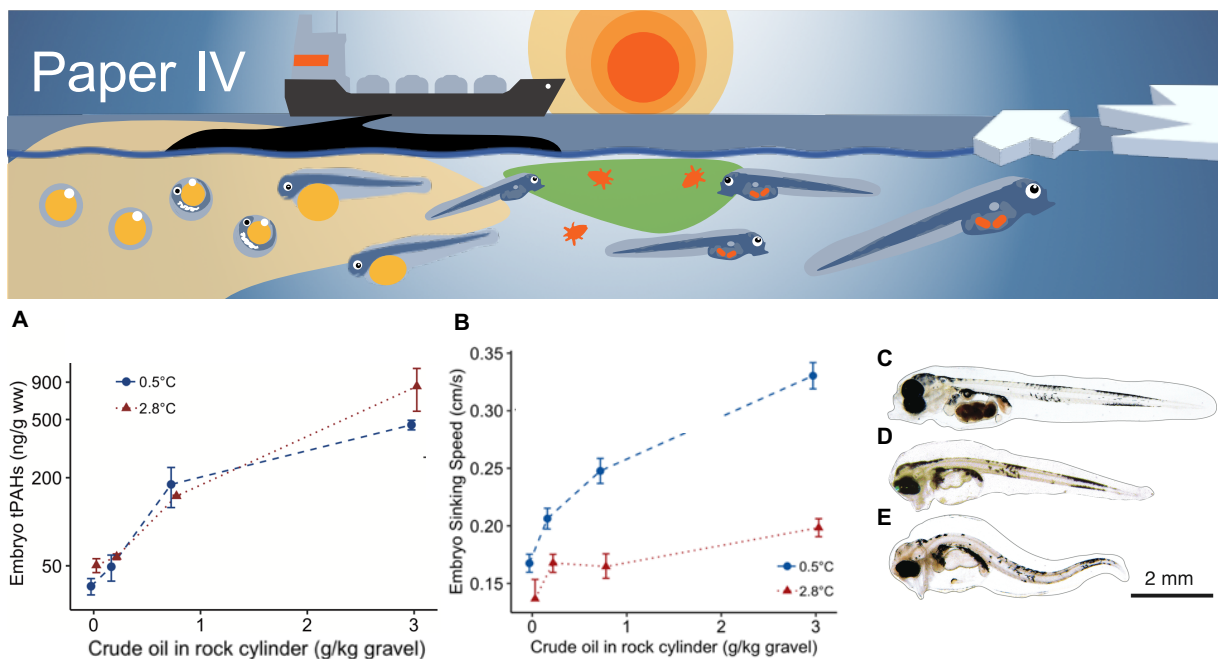 Paper IV
A
900
500
200
50
0.5°C
2.8°C
Embryo tPAHs (ng/g ww)
0
1
2
3
Crude oil in rock cylinder (g/kg gravel)
B
0.35
0.30
0.25
0.20
0.15
Embryo Sinking Speed (cm/s)
0.5°C
2.8°C
0
1
2
3
Crude oil in rock cylinder (g/kg gravel)
C
D
E
2 mm